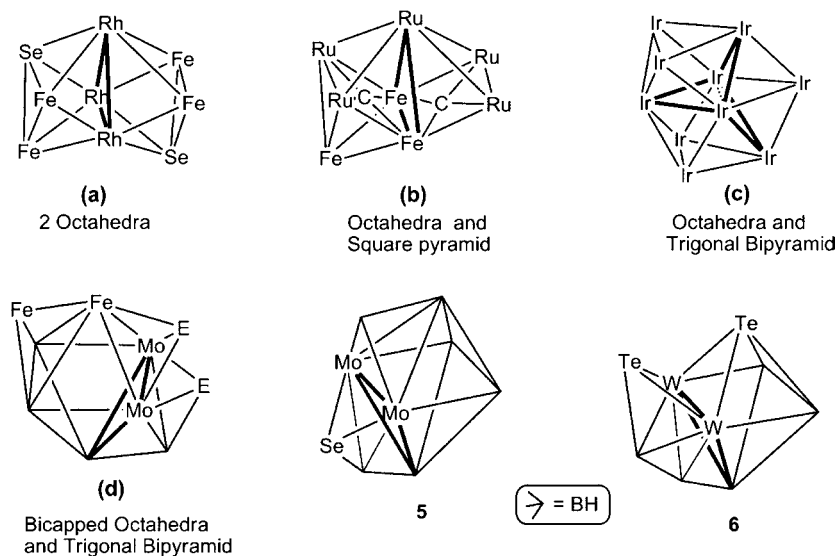 Rh
Se
Fe
Fe Rh Fe
Fe
Rh
Se
(a)
2 Octahedra
Ru
Ru
Ru
Ru C Fe C Ru
Fe
Fe
(b)
Octahedra and
Square pyramid
Ir
Ir
Ir
Ir
Ir
Ir
Ir
Ir
Ir
Ir
(c)
Octahedra and
Trigonal Bipyramid
Fe Fe
E
Mo
E
Mo
(d)
Bicapped Octahedra
and Trigonal Bipyramid
Mo
Mo
Se
5
= BH
Te
Te
W
W
6